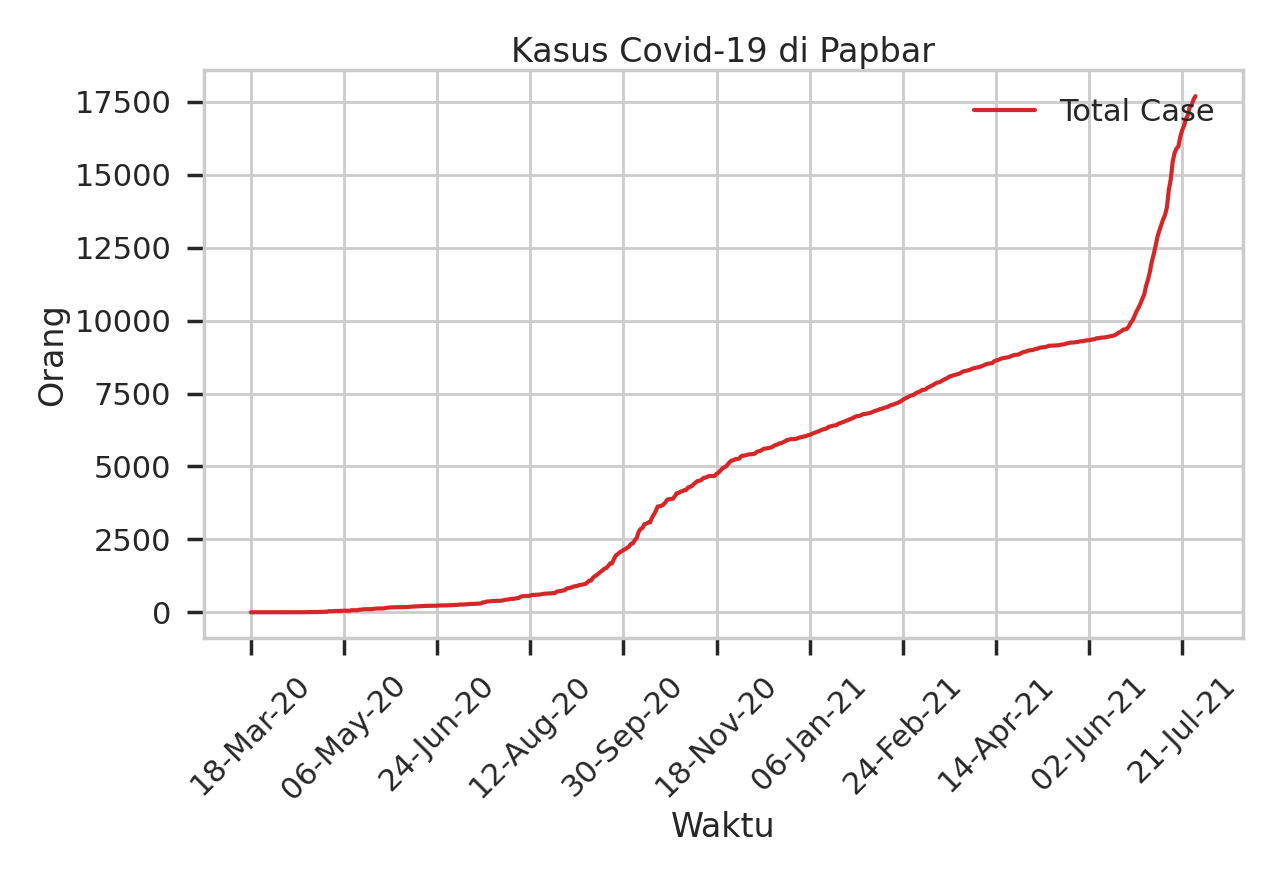 Kasus Covid-19 di Papbar
Total Case
Orang
17500
15000
12500
10000
7500
5000
2500
0
18-Mar-20
06-May-20
24-Jun-20
12-Aug-20
30-Sep-20
18-Nov-20
06-Jan-21
24-Feb-21
14-Apr-21
02-Jun-21
21-Jul-21
Waktu